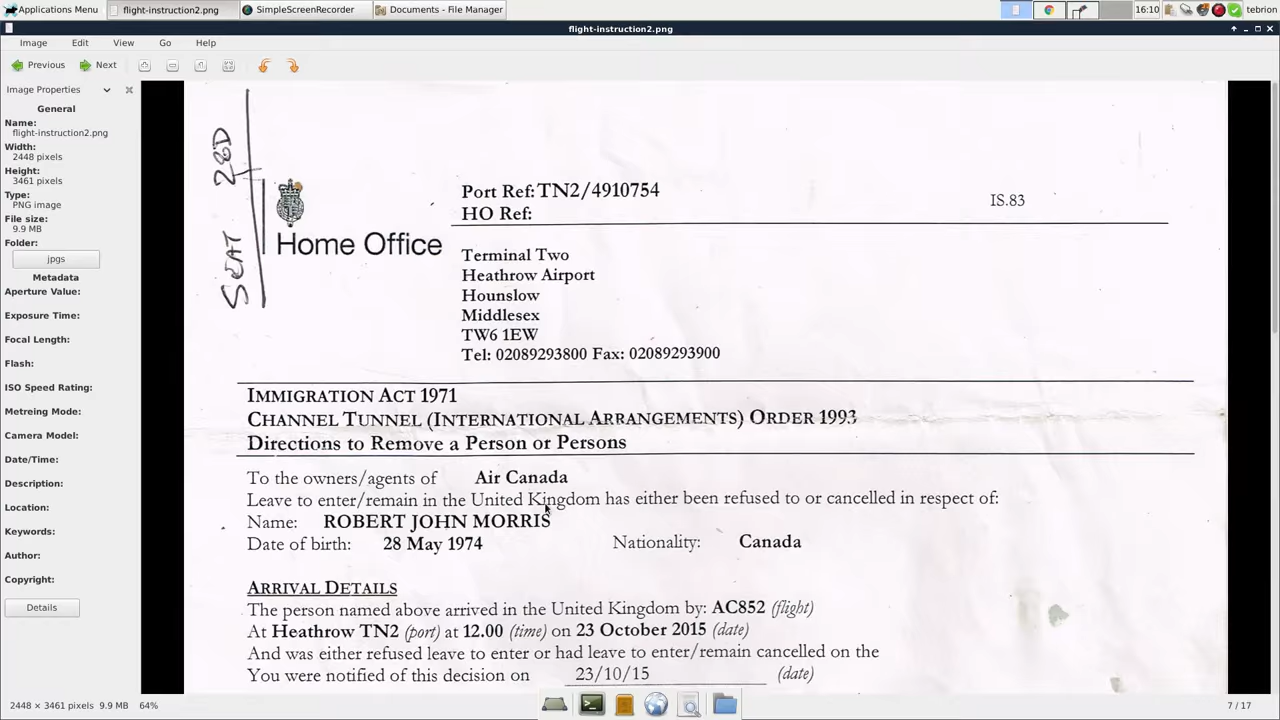 Applications Menu
flight-instruction2.png
SimpleScreenRecorder
Documents - File Manager
16:10
tebrion
flight-instruction2.png
Image Edit View Go Help
Previous Next
Image Properties
General
Name:
flight-instruction2.png
Width:
2448 pixels
Height:
3461 pixels
Type:
PNG image
File size:
9.9 MB
Folder:
jpgs
Metadata
Aperture Value:
Exposure Time:
Focal Length:
Flash:
ISO Speed Rating:
Metreing Mode:
Camera Model:
Date/Time:
Description:
Location:
Keywords:
Author:
Copyright:
Details
SEAT 28D
Home Office
Port Ref: TN2/4910754
HO Ref:
IS.83
Terminal Two
Heathrow Airport
Hounslow
Middlesex
TW6 1EW
Tel: 02089293800 Fax: 02089293900
IMMIGRATION ACT 1971
CHANNEL TUNNEL (INTERNATIONAL ARRANGEMENTS) ORDER 1993
Directions to Remove a Person or Persons
To the owners/agents of Air Canada
Leave to enter/remain in the United Kingdom has either been refused to or cancelled in respect of:
Name: ROBERT JOHN MORRIS
Date of birth: 28 May 1974 Nationality: Canada
ARRIVAL DETAILS
The person named above arrived in the United Kingdom by: AC852 (flight)
At Heathrow TN2 (port) at 12.00 (time) on 23 October 2015 (date)
And was either refused leave to enter or had leave to enter/remain cancelled on the
You were notified of this decision on 23/10/15 (date)
2448 × 3461 pixels 9.9 MB 64%
7 / 17